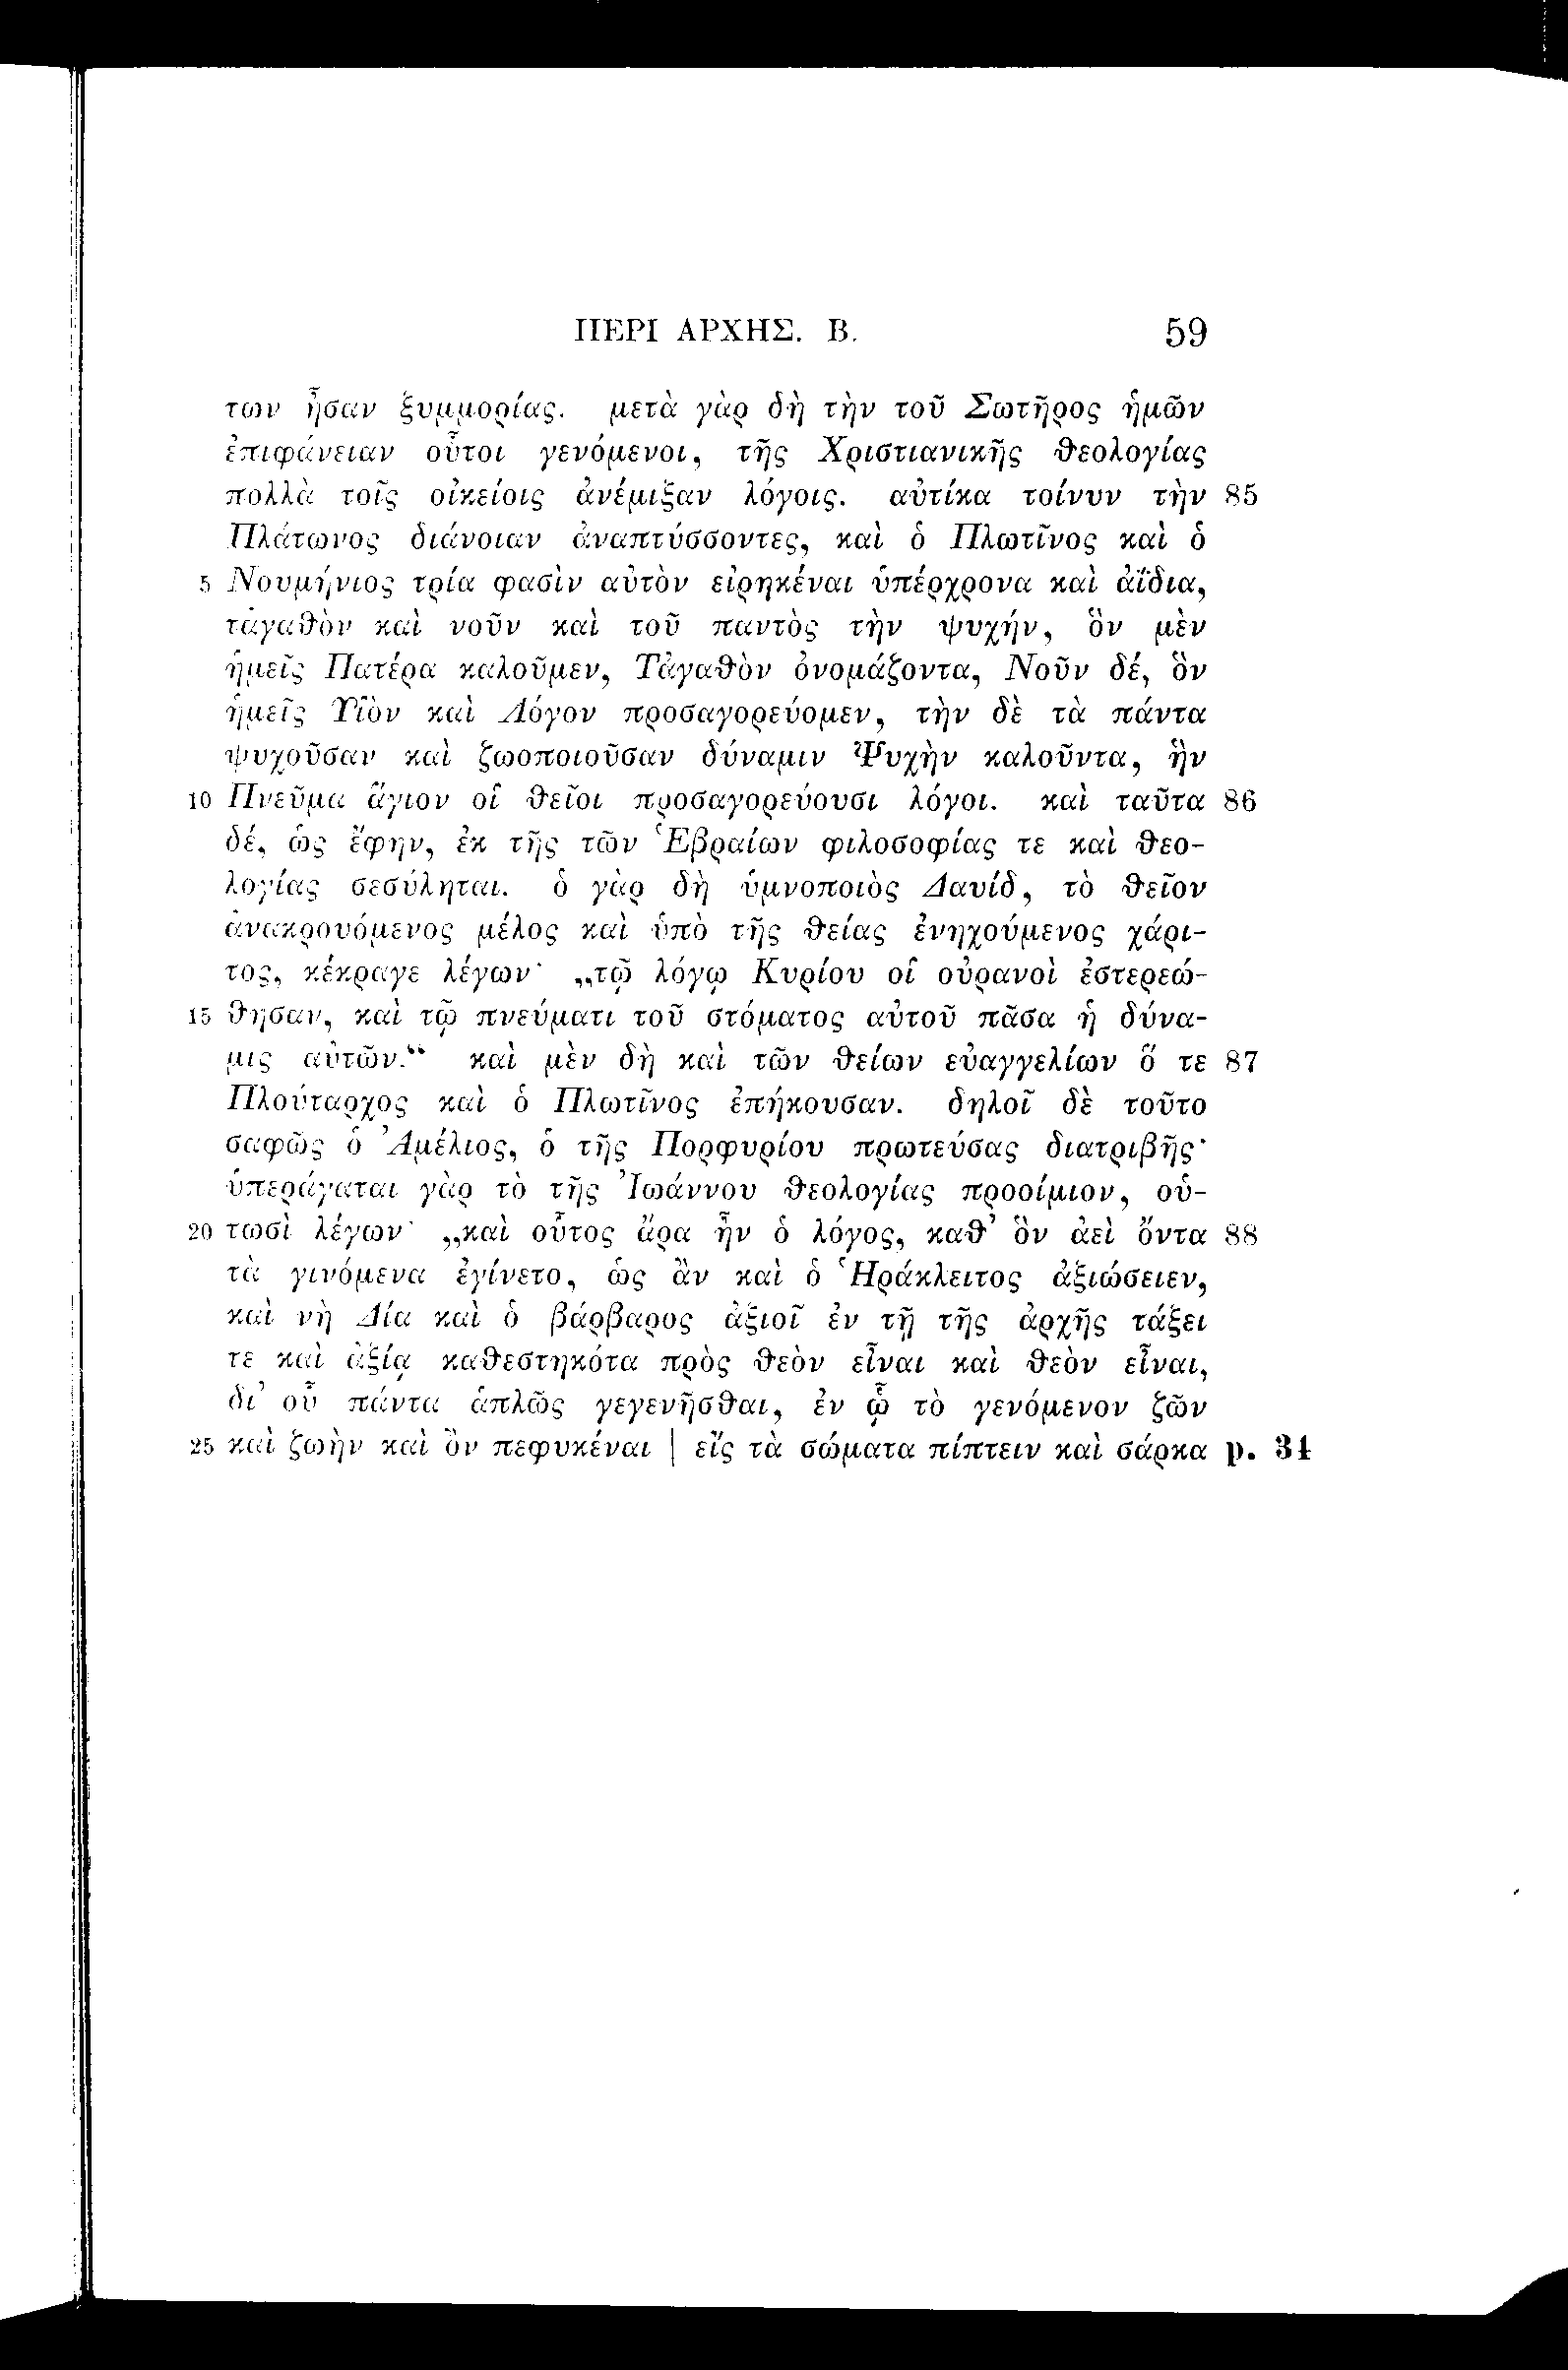 ΠΕΡΙ ΑΡΧΗΣ. Β. 59
των ἦσαν ξυμμορίας. μετὰ γὰρ δὴ τὴν τοῦ Σωτῆρος ἡμῶν
ἐπιφάνειαν οὗτοι γενόμενοι, τῆς Χριστιανικῆς θεολογίας
πολλὰ τοῖς οἰκείοις ἀνέμιξαν λόγοις. αὐτίκα τοίνυν τὴν 85
Πλάτωνος διάνοιαν ἀναπτύσσοντες, καὶ ὁ Πλωτῖνος καὶ ὁ
5 Νουμήνιος τρία φασὶν αὐτὸν εἰρηκέναι ὑπέρχρονα καὶ ἀΐδια,
τἀγαθὸν καὶ νοῦν καὶ τοῦ παντὸς τὴν ψυχήν, ὃν μὲν
ἡμεῖς Πατέρα καλοῦμεν, Τἀγαθὸν ὀνομάζοντα, Νοῦν δέ, ὃν
ἡμεῖς Υἱὸν καὶ Λόγον προσαγορεύομεν, τὴν δὲ τὰ πάντα
ψυχοῦσαν καὶ ζωοποιοῦσαν δύναμιν Ψυχὴν καλοῦντα, ἣν
10 Πνεῦμα ἅγιον οἱ θεῖοι προσαγορεύουσι λόγοι. καὶ ταῦτα 86
δέ, ὡς ἔφην, ἐκ τῆς τῶν Ἑβραίων φιλοσοφίας τε καὶ θεο-
λογίας σεσύληται. ὁ γὰρ δὴ ὑμνοποιὸς Δαυίδ, τὸ θεῖον
ἀνακρουόμενος μέλος καὶ ὑπὸ τῆς θείας ἐνηχούμενος χάρι-
τος, κέκραγε λέγων· „τῷ λόγῳ Κυρίου οἱ οὐρανοὶ ἐστερεώ-
15 θησαν, καὶ τῷ πνεύματι τοῦ στόματος αὐτοῦ πᾶσα ἡ δύνα-
μις αὐτῶν.“ καὶ μὲν δὴ καὶ τῶν θείων εὐαγγελίων ὅ τε 87
Πλούταρχος καὶ ὁ Πλωτῖνος ἐπήκουσαν. δηλοῖ δὲ τοῦτο
σαφῶς ὁ Ἀμέλιος, ὁ τῆς Πορφυρίου πρωτεύσας διατριβῆς·
ὑπεράγαται γὰρ τὸ τῆς Ἰωάννου θεολογίας προοίμιον, οὑ-
20 τωσὶ λέγων· „καὶ οὗτος ἄρα ἦν ὁ λόγος, καθ’ ὃν ἀεὶ ὄντα 88
τὰ γινόμενα ἐγίνετο, ὡς ἂν καὶ ὁ Ἡράκλειτος ἀξιώσειεν,
καὶ νὴ Δία καὶ ὁ βάρβαρος ἀξιοῖ ἐν τῇ τῆς ἀρχῆς τάξει
τε καὶ ἀξίᾳ καθεστηκότα πρὸς θεὸν εἶναι καὶ θεὸν εἶναι,
δι’ οὗ πάντα ἁπλῶς γεγενῆσθαι, ἐν ᾧ τὸ γενόμενον ζῶν
25 καὶ ζωὴν καὶ ὂν πεφυκέναι | εἴς τὰ σώματα πίπτειν καὶ σάρκα p. 34